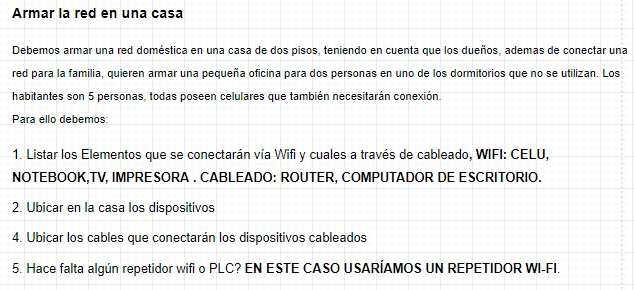 Armar la red en una casa
Debemos armar una red doméstica en una casa de dos pisos, teniendo en cuenta que los dueños, ademas de conectar una
red para la familia, quieren armar una pequeña oficina para dos personas en uno de los dormitorios que no se utilizan. Los
habitantes son 5 personas, todas poseen celulares que también necesitarán conexión.
Para ello debemos:
1. Listar los Elementos que se conectarán vía Wifi y cuales a través de cableado, WIFI: CELU,
NOTEBOOK,TV, IMPRESORA . CABLEADO: ROUTER, COMPUTADOR DE ESCRITORIO.
2. Ubicar en la casa los dispositivos
4. Ubicar los cables que conectarán los dispositivos cableados
5. Hace falta algún repetidor wifi o PLC? EN ESTE CASO USARÍAMOS UN REPETIDOR WI-FI.